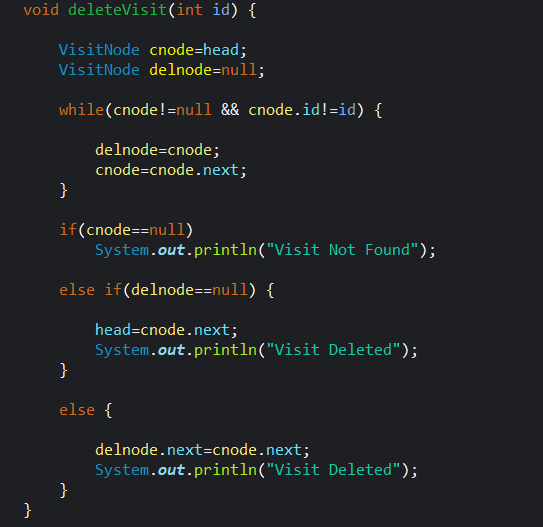 void deleteVisit(int id) {
VisitNode cnode=head;
VisitNode delnode=null;
while(cnode!=null && cnode.id!=id) {
delnode=cnode;
cnode=cnode.next;
}
if(cnode==null)
System.out.println("Visit Not Found");
else if(delnode==null) {
head=cnode.next;
System.out.println("Visit Deleted");
}
else {
delnode.next=cnode.next;
System.out.println("Visit Deleted");
}
}